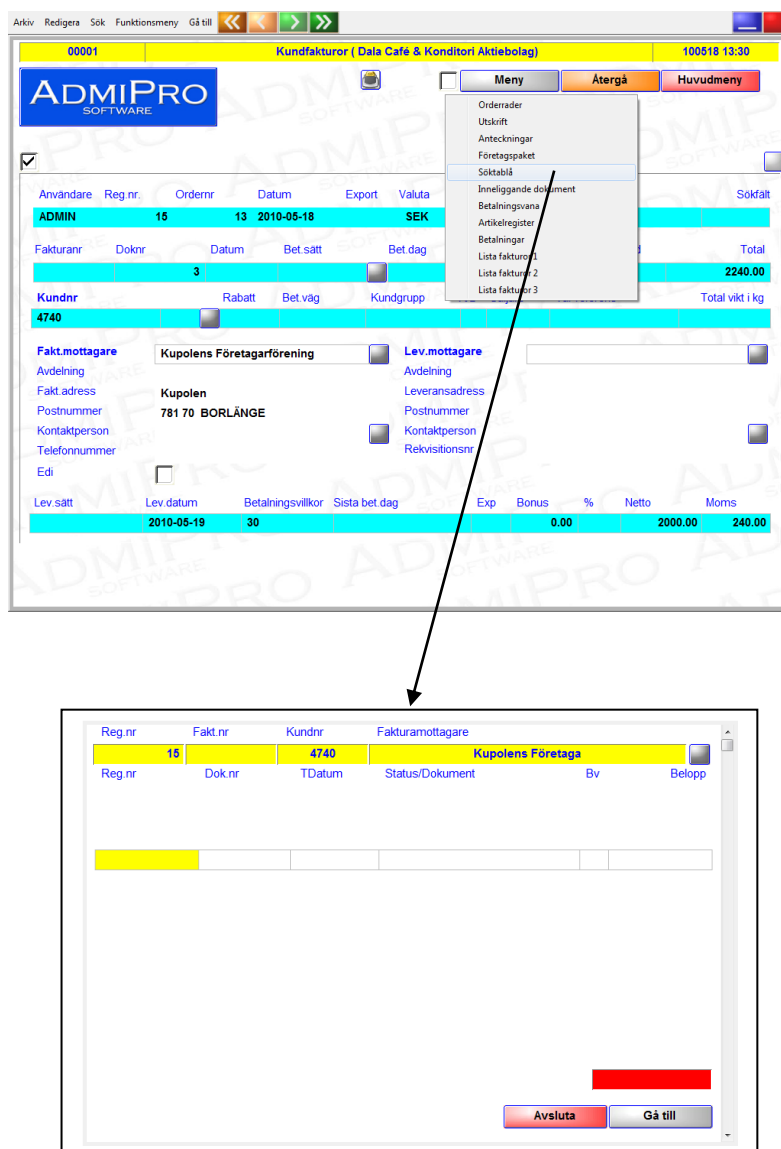 Arkiv Redigera Sök Funktionsmeny Gå till
00001 Kundfakturor ( Dala Café & Konditori Aktiebolag) 100518 13:30
ADMIPRO
SOFTWARE
Meny Återgå Huvudmeny
Orderrader
Utskrift
Anteckningar
Företagspaket
Söktablå
Inneliggande dokument
Betalningsvana
Artikelregister
Betalningar
Lista fakturor 1
Lista fakturor 2
Lista fakturor 3
Användare Reg.nr. Ordernr Datum Export Valuta Sökfält
ADMIN 15 13 2010-05-18 SEK
Fakturanr Doknr Datum Bet.sätt Bet.dag Total
3 2240.00
Kundnr Rabatt Bet.väg Kundgrupp Total vikt i kg
4740
Fakt.mottagare Kupolens Företagarförening Lev.mottagare
Avdelning Avdelning
Fakt.adress Kupolen Leveransadress
Postnummer 781 70 BORLÄNGE Postnummer
Kontaktperson Kontaktperson
Telefonnummer Rekvisitionsnr
Edi
Lev.sätt Lev.datum Betalningsvillkor Sista bet.dag Exp Bonus % Netto Moms
2010-05-19 30 0.00 2000.00 240.00
Reg.nr Fakt.nr Kundnr Fakturamottagare
15 4740 Kupolens Företaga
Reg.nr Dok.nr TDatum Status/Dokument Bv Belopp
Avsluta Gå till